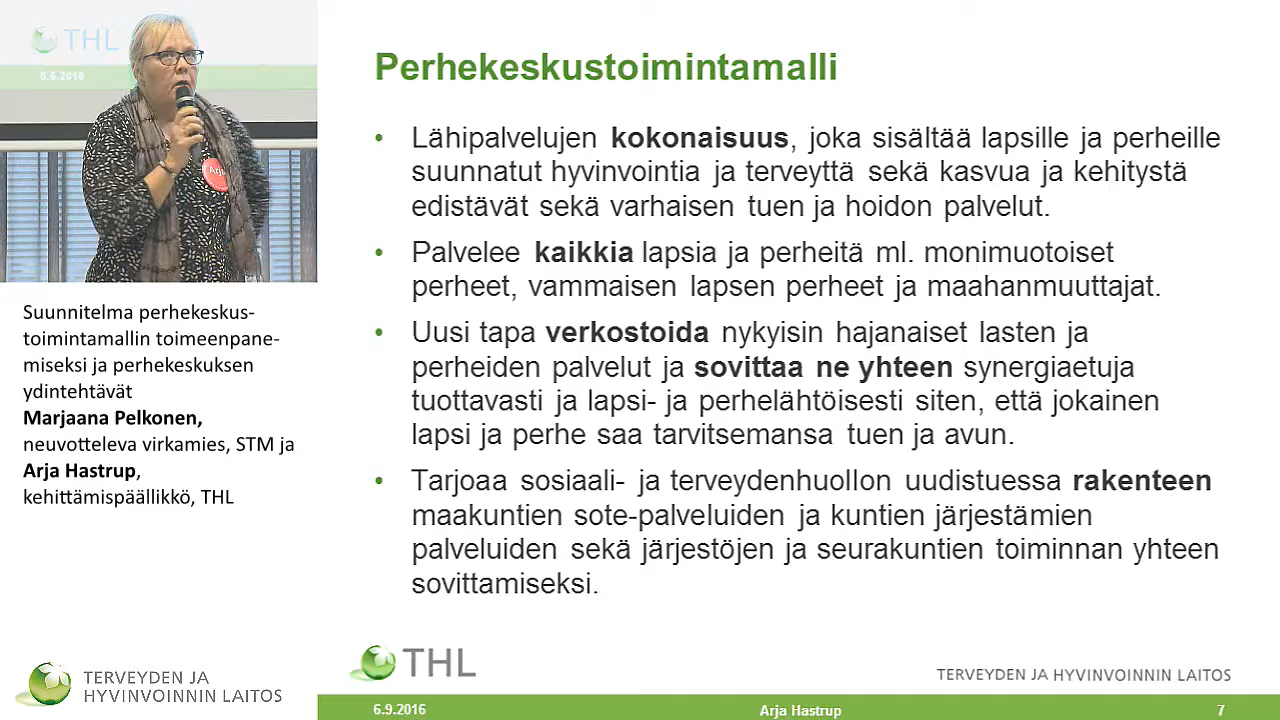 THL
6.9.2016
Arja
Suunnitelma perhekeskus-
toimintamallin toimeenpane-
miseksi ja perhekeskuksen
ydintehtävät
Marjaana Pelkonen,
neuvotteleva virkamies, STM ja
Arja Hastrup,
kehittämispäällikkö, THL
TERVEYDEN JA
HYVINVOINNIN LAITOS
Perhekeskustoimintamalli
• Lähipalvelujen kokonaisuus, joka sisältää lapsille ja perheille
suunnatut hyvinvointia ja terveyttä sekä kasvua ja kehitystä
edistävät sekä varhaisen tuen ja hoidon palvelut.
• Palvelee kaikkia lapsia ja perheitä ml. monimuotoiset
perheet, vammaisen lapsen perheet ja maahanmuuttajat.
• Uusi tapa verkostoida nykyisin hajanaiset lasten ja
perheiden palvelut ja sovittaa ne yhteen synergiaetuja
tuottavasti ja lapsi- ja perhelähtöisesti siten, että jokainen
lapsi ja perhe saa tarvitsemansa tuen ja avun.
• Tarjoaa sosiaali- ja terveydenhuollon uudistuessa rakenteen
maakuntien sote-palveluiden ja kuntien järjestämien
palveluiden sekä järjestöjen ja seurakuntien toiminnan yhteen
sovittamiseksi.
THL
TERVEYDEN JA HYVINVOINNIN LAITOS
6.9.2016
Arja Hastrup
7